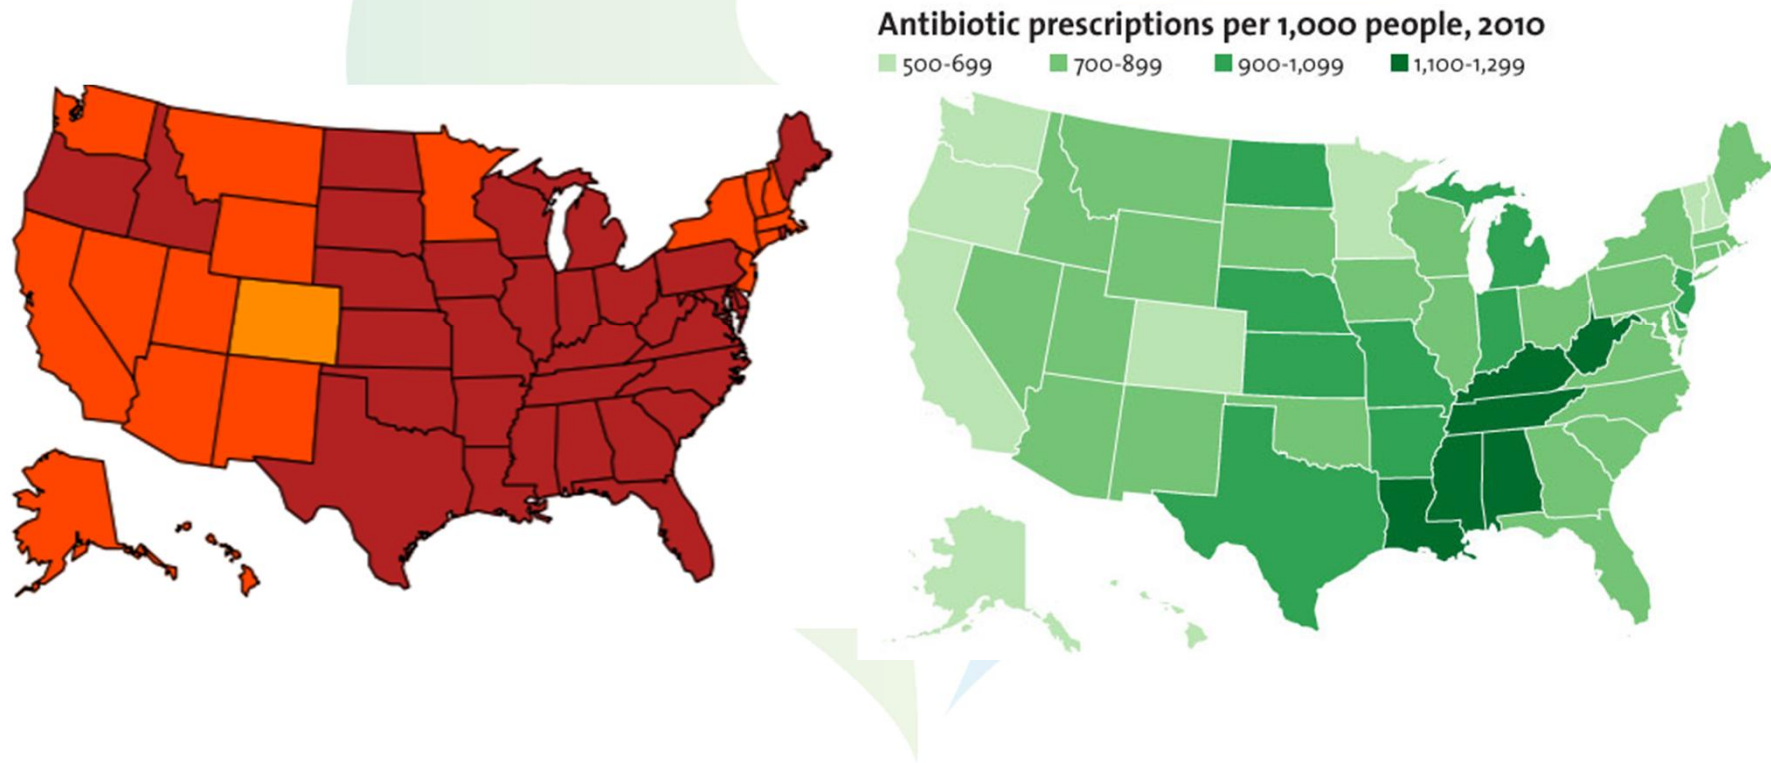 Antibiotic prescriptions per 1,000 people, 2010
500-699 700-899 900-1,099 1,100-1,299